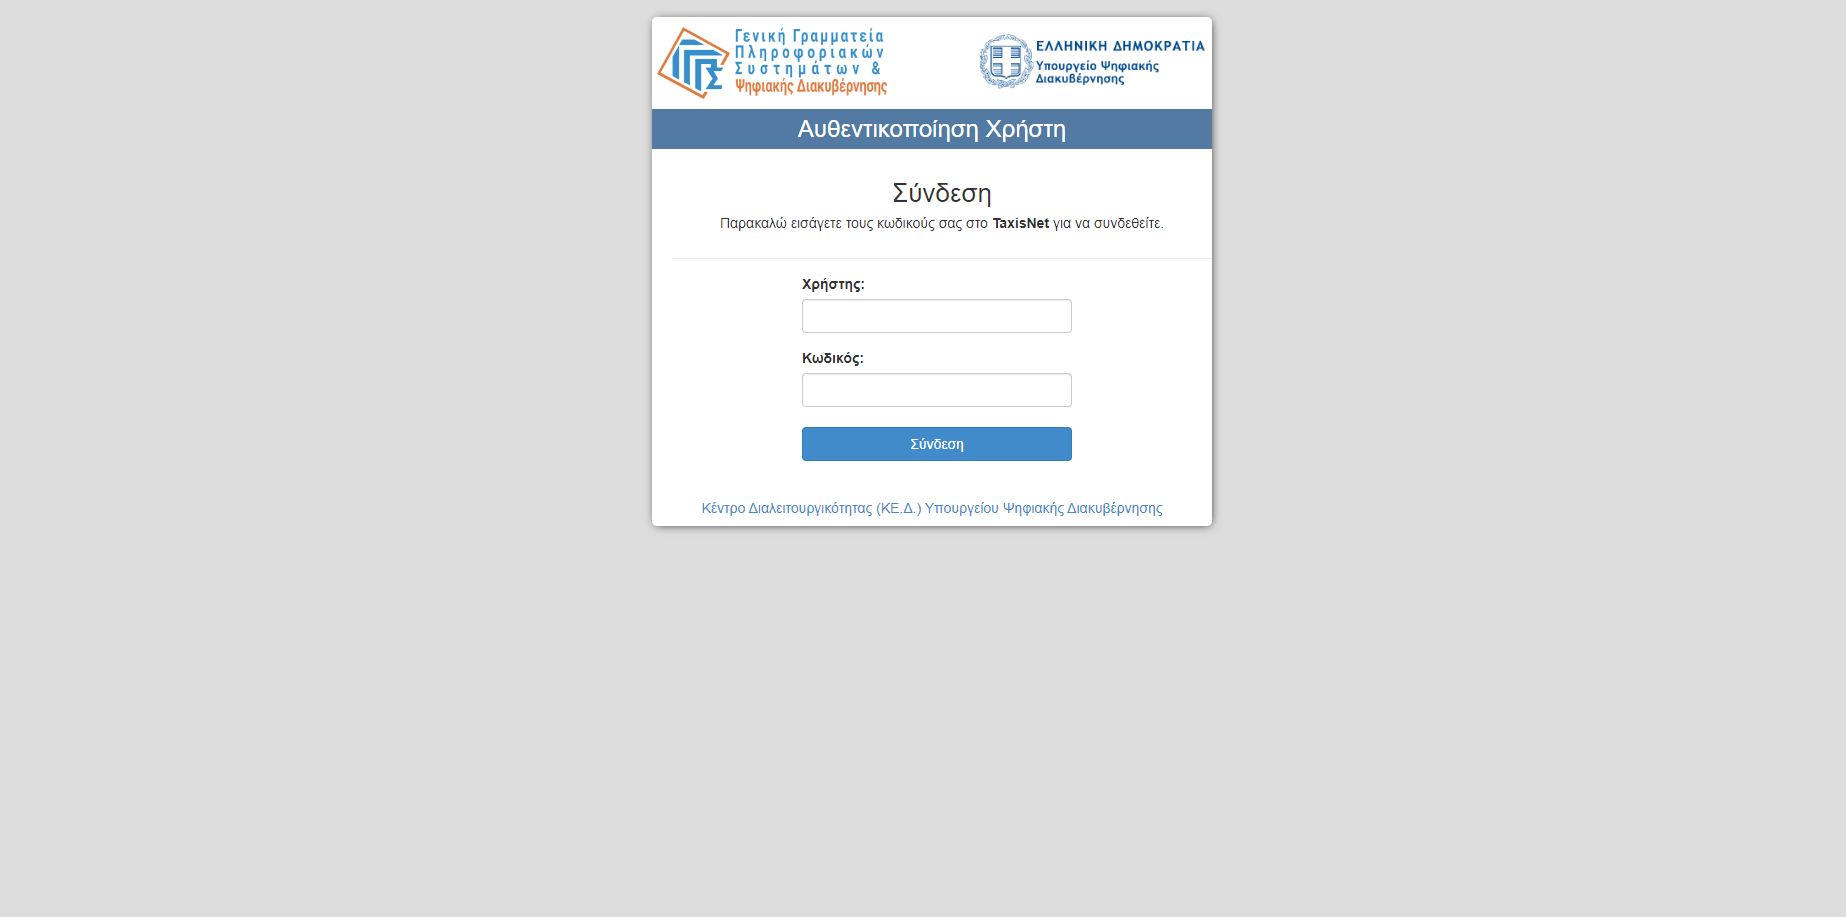 Γενική Γραμματεία
Πληροφοριακών
Συστημάτων &
Ψηφιακής Διακυβέρνησης
ΕΛΛΗΝΙΚΗ ΔΗΜΟΚΡΑΤΙΑ
Υπουργείο Ψηφιακής
Διακυβέρνησης
Αυθεντικοποίηση Χρήστη
Σύνδεση
Παρακαλώ εισάγετε τους κωδικούς σας στο TaxisNet για να συνδεθείτε.
Χρήστης:
Κωδικός:
Σύνδεση
Κέντρο Διαλειτουργικότητας (ΚΕ.Δ.) Υπουργείου Ψηφιακής Διακυβέρνησης